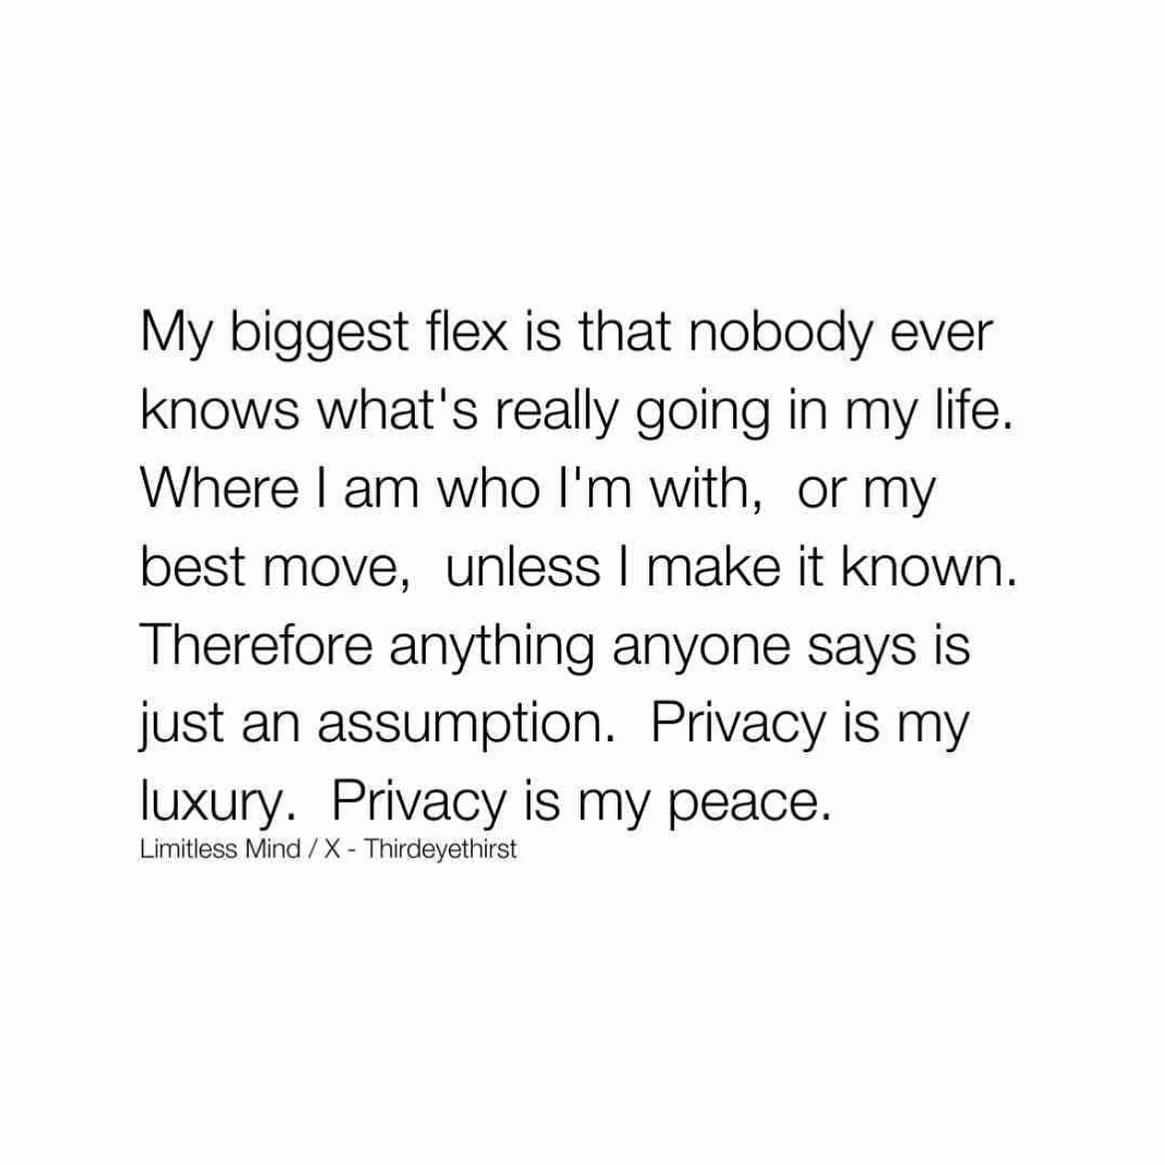 My biggest flex is that nobody ever
knows what's really going in my life.
Where I am who I'm with,  or my
best move,  unless I make it known.
Therefore anything anyone says is
just an assumption.  Privacy is my
luxury.  Privacy is my peace.
Limitless Mind / X - Thirdeyethirst